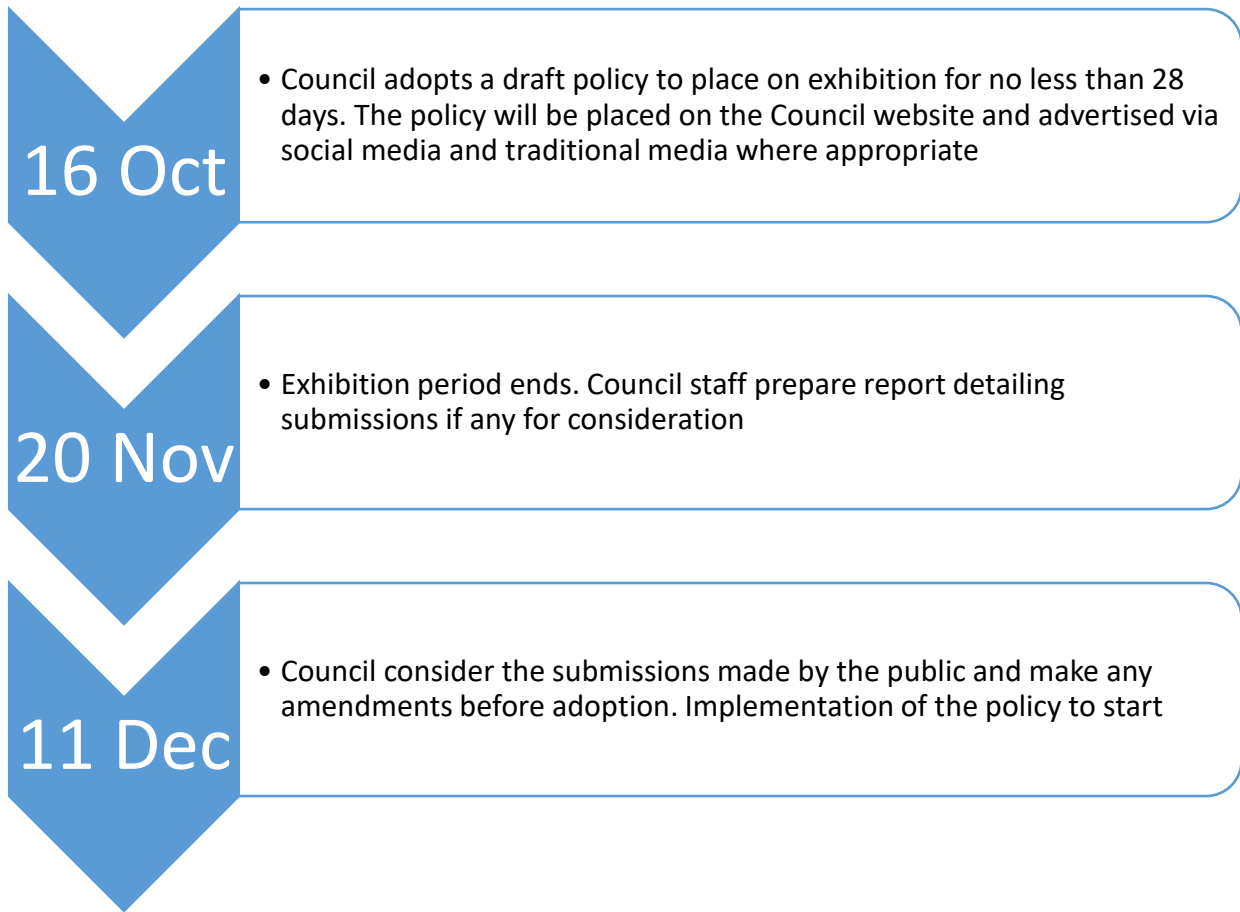 16 Oct
• Council adopts a draft policy to place on exhibition for no less than 28
days. The policy will be placed on the Council website and advertised via
social media and traditional media where appropriate
20 Nov
• Exhibition period ends. Council staff prepare report detailing
submissions if any for consideration
11 Dec
• Council consider the submissions made by the public and make any
amendments before adoption. Implementation of the policy to start